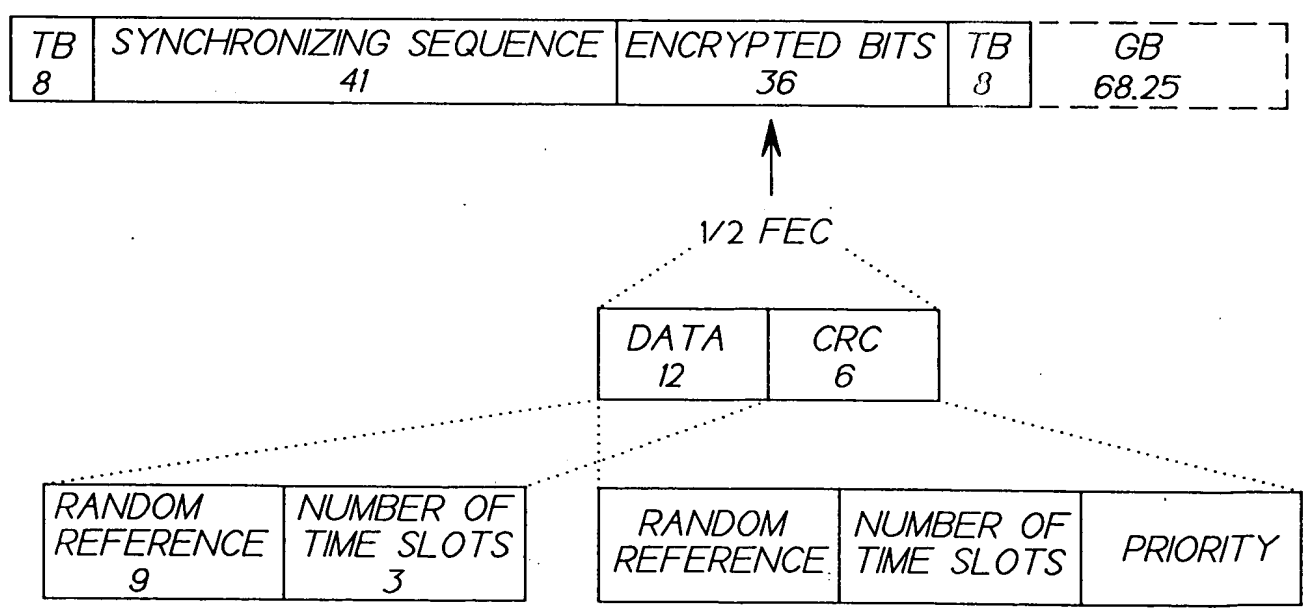 TB SYNCHRONIZING SEQUENCE ENCRYPTED BITS TB GB
8 41 36 8 68.25
1/2 FEC
DATA CRC
12 6
RANDOM REFERENCE 9
NUMBER OF TIME SLOTS 3
RANDOM REFERENCE
NUMBER OF TIME SLOTS
PRIORITY